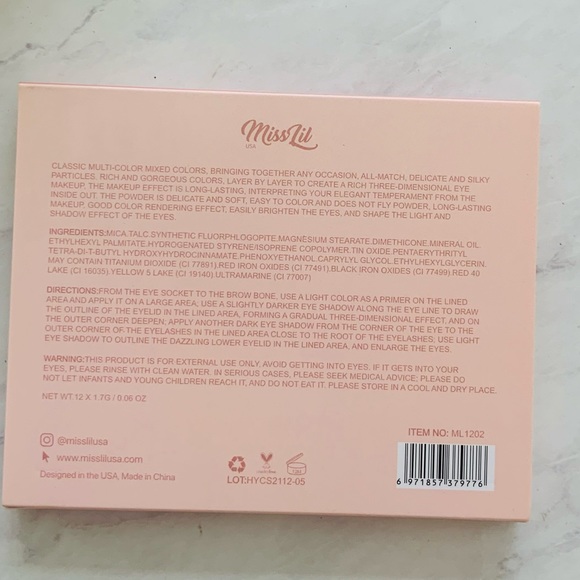 MissLil
USA
CLASSIC MULTI-COLOR MIXED COLORS, BRINGING TOGETHER ANY OCCASION, ALL-MATCH, DELICATE AND SILKY
PARTICLES. RICH AND GORGEOUS COLORS, LAYER BY LAYER TO CREATE A RICH THREE-DIMENSIONAL EYE
MAKEUP. THE MAKEUP EFFECT IS LONG-LASTING, INTERPRETING YOUR ELEGANT TEMPERAMENT FROM THE
INSIDE OUT. THE POWDER IS DELICATE AND SOFT, EASY TO COLOR AND DOES NOT FLY POWDER, LONG-LASTING
MAKEUP. GOOD COLOR RENDERING EFFECT, EASILY BRIGHTEN THE EYES, AND SHAPE THE LIGHT AND
SHADOW EFFECT OF THE EYES.
INGREDIENTS:MICA.TALC.SYNTHETIC FLUORPHLOGOPITE.MAGNESIUM STEARATE.DIMETHICONE.MINERAL OIL.
ETHYLHEXYL PALMITATE.HYDROGENATED STYRENE/ISOPRENE COPOLYMER.TIN OXIDE.PENTAERYTHRITYL
TETRA-DI-T-BUTYL HYDROXYHYDROCINNAMATE.PHENOXYETHANOL.CAPRYLYL GLYCOL.ETHYLHEXYLGLYCERIN.
MAY CONTAIN TITANIUM DIOXIDE (CI 77891).RED IRON OXIDES (CI 77491).BLACK IRON OXIDES (CI 77499).RED 40
LAKE (CI 16035).YELLOW 5 LAKE (CI 19140).ULTRAMARINE (CI 77007)
DIRECTIONS:FROM THE EYE SOCKET TO THE BROW BONE, USE A LIGHT COLOR AS A PRIMER ON THE LINED
AREA AND APPLY IT ON A LARGE AREA; USE A SLIGHTLY DARKER EYE SHADOW ALONG THE EYE LINE TO DRAW
THE OUTLINE OF THE EYELID IN THE LINED AREA, FORMING A GRADUAL THREE-DIMENSIONAL EFFECT, AND ON
THE OUTER CORNER DEEPEN; APPLY ANOTHER DARK EYE SHADOW FROM THE CORNER OF THE EYE TO THE
OUTER CORNER OF THE EYELASHES IN THE LINED AREA CLOSE TO THE ROOT OF THE EYELASHES; USE LIGHT
EYE SHADOW TO OUTLINE THE DAZZLING LOWER EYELID IN THE LINED AREA, AND ENLARGE THE EYES.
WARNING:THIS PRODUCT IS FOR EXTERNAL USE ONLY, AVOID GETTING INTO EYES. IF IT GETS INTO YOUR
EYES, PLEASE RINSE WITH CLEAN WATER. IN SERIOUS CASES, PLEASE SEEK MEDICAL ADVICE; PLEASE DO
NOT LET INFANTS AND YOUNG CHILDREN REACH IT, AND DO NOT EAT IT. PLEASE STORE IN A COOL AND DRY PLACE.
NET WT.12 X 1.7G / 0.06 OZ
@misslilusa
www.misslilusa.com
Designed in the USA, Made in China
LOT:HYCS2112-05
ITEM NO: ML1202
6 971857 379776